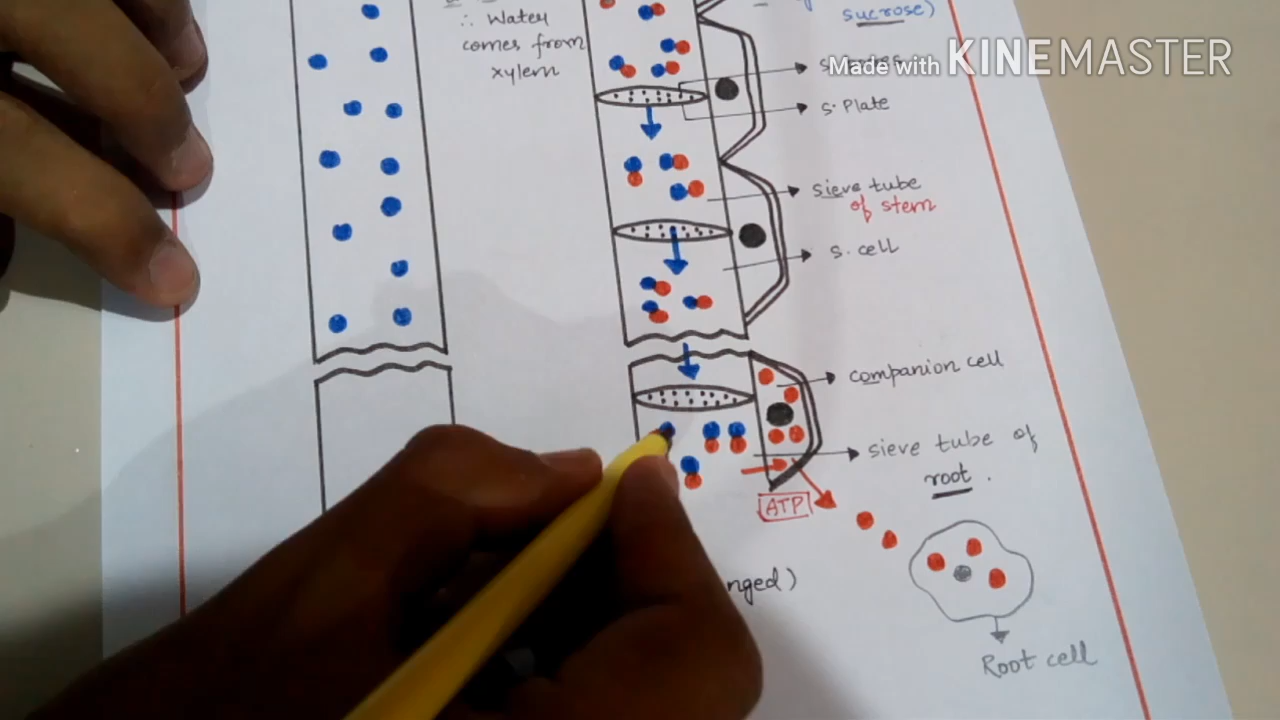 ∴ Water
comes from
xylem
sucrose)
Made with KINEMASTER
s. Plate
sieve tube
of stem
s. cell
companion cell
sieve tube of
root.
ATP
nged)
Root cell